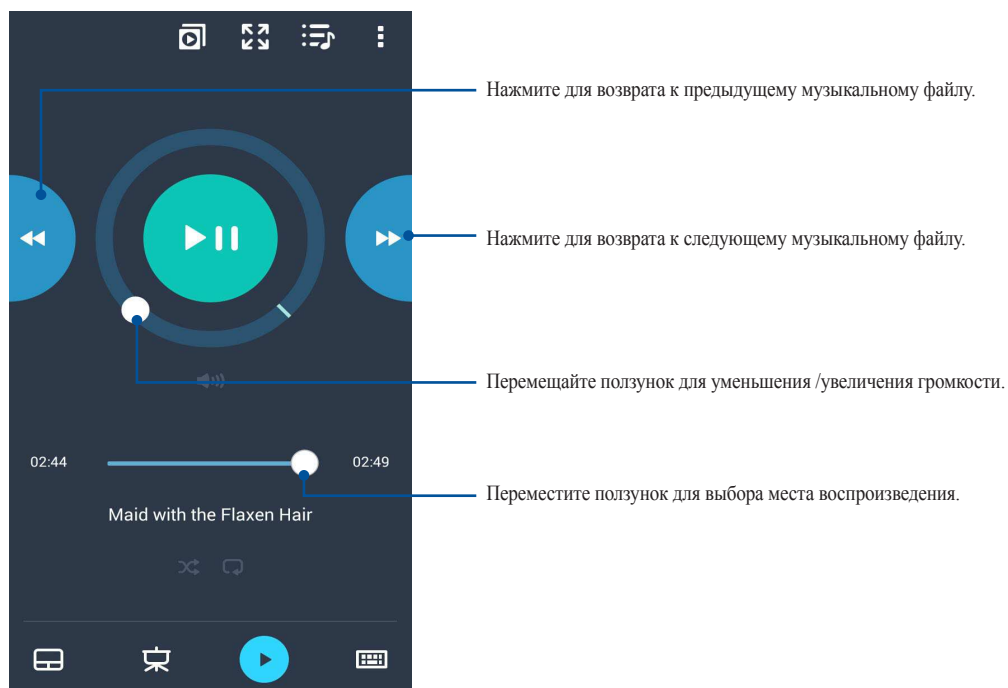 Нажмите для возврата к предыдущему музыкальному файлу.
Нажмите для возврата к следующему музыкальному файлу.
Перемещайте ползунок для уменьшения /увеличения громкости.
02:44
02:49
Переместите ползунок для выбора места воспроизведения.
Maid with the Flaxen Hair